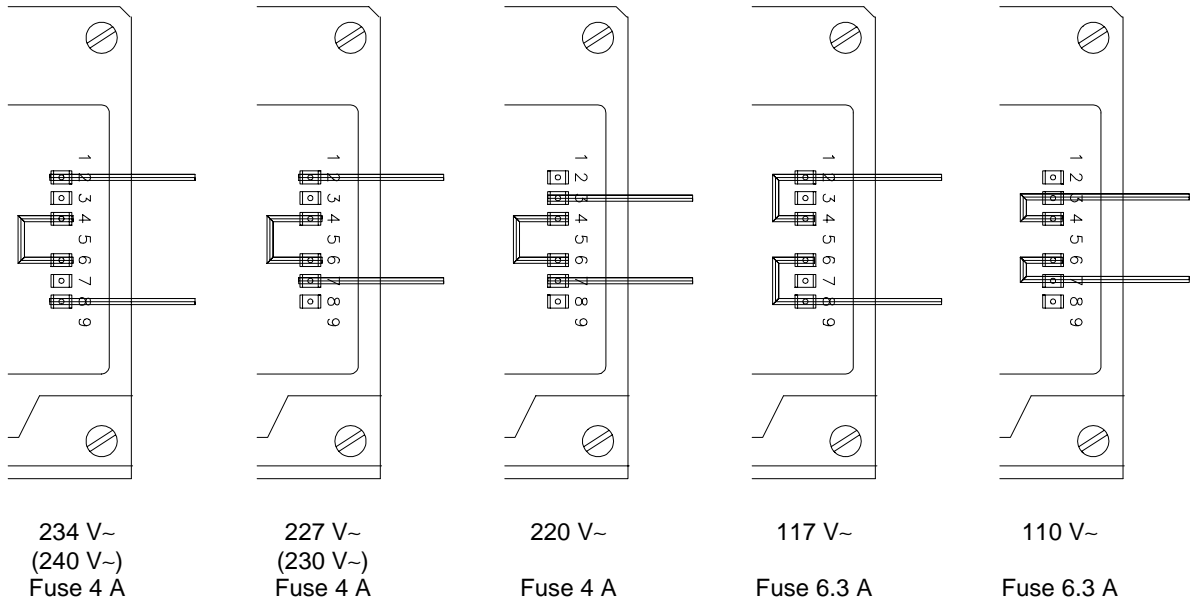 1 2 3 4 5 6 7 8 9
1 2 3 4 5 6 7 8 9
1 2 3 4 5 6 7 8 9
1 2 3 4 5 6 7 8 9
1 2 3 4 5 6 7 8 9
234 V~
(240 V~)
Fuse 4 A
227 V~
(230 V~)
Fuse 4 A
220 V~
Fuse 4 A
117 V~
Fuse 6.3 A
110 V~
Fuse 6.3 A